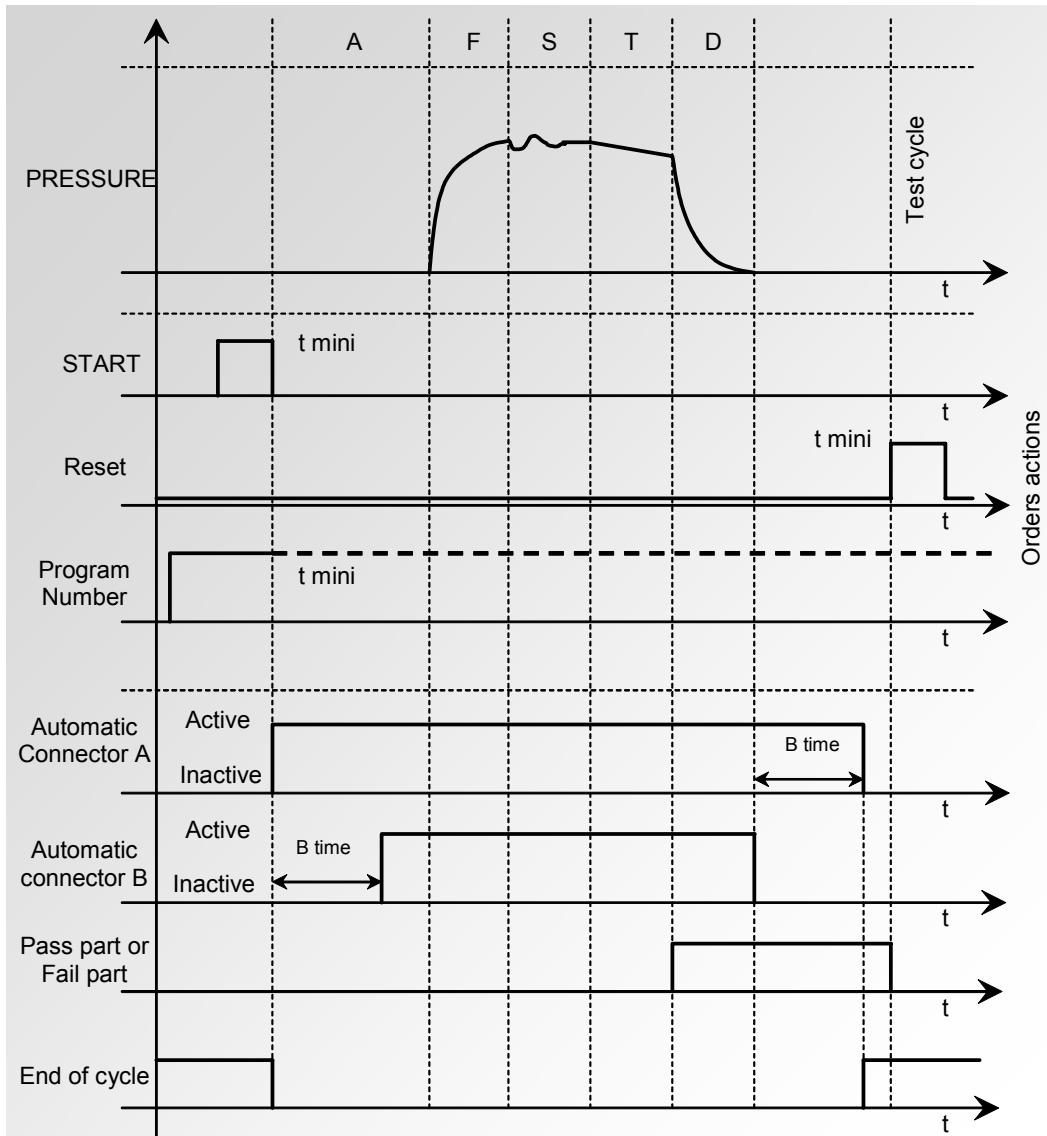 A F S T D
PRESSURE
t
Test cycle
START
t mini
t
Reset
t mini
t
Orders actions
Program
Number
t mini
t
Automatic
Connector A
Active
Inactive
B time
t
Automatic
connector B
Active
Inactive
B time
t
Pass part or
Fail part
t
End of cycle
t